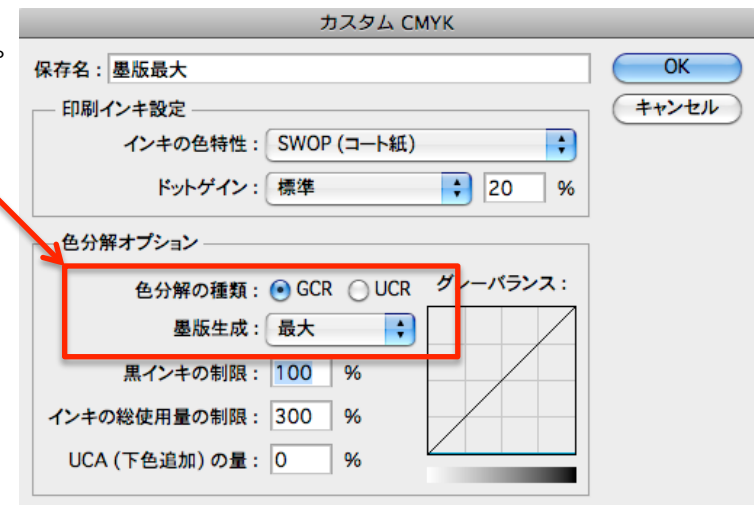 カスタム CMYK
。
保存名：墨版最大
OK
キャンセル
印刷インキ設定
インキの色特性： SWOP (コート紙)
ドットゲイン： 標準 20 %
色分解オプション
色分解の種類： GCR UCR グレーバランス：
墨版生成： 最大
黒インキの制限： 100 %
インキの総使用量の制限： 300 %
UCA (下色追加) の量： 0 %